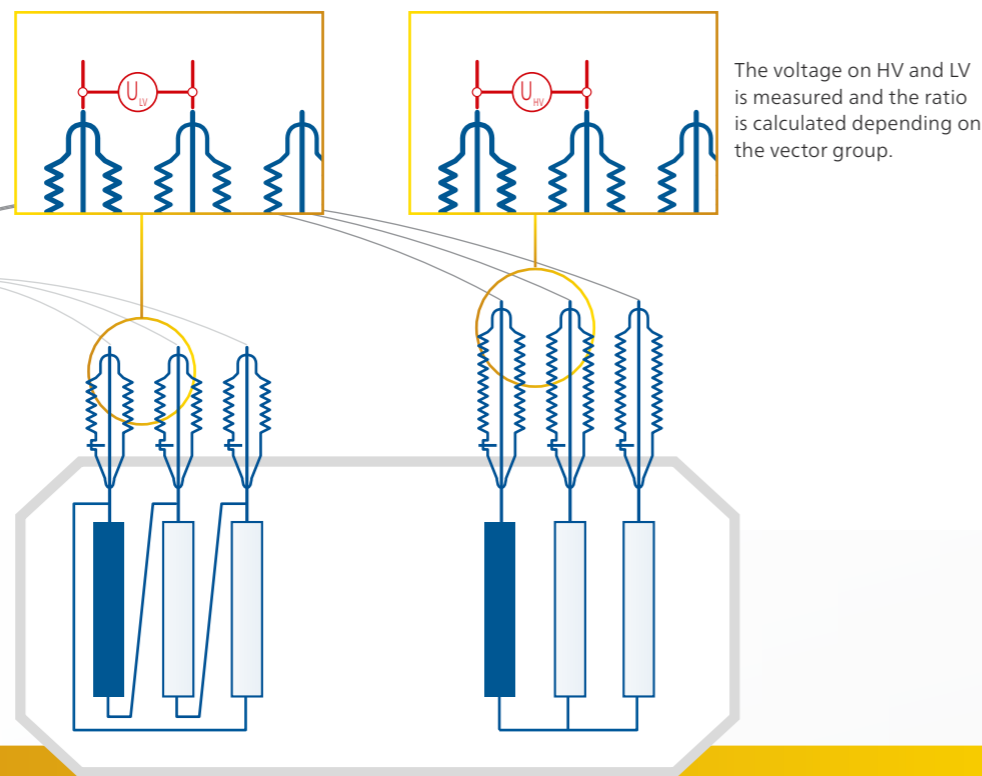 U LV
U HV
The voltage on HV and LV
is measured and the ratio
is calculated depending on
the vector group.